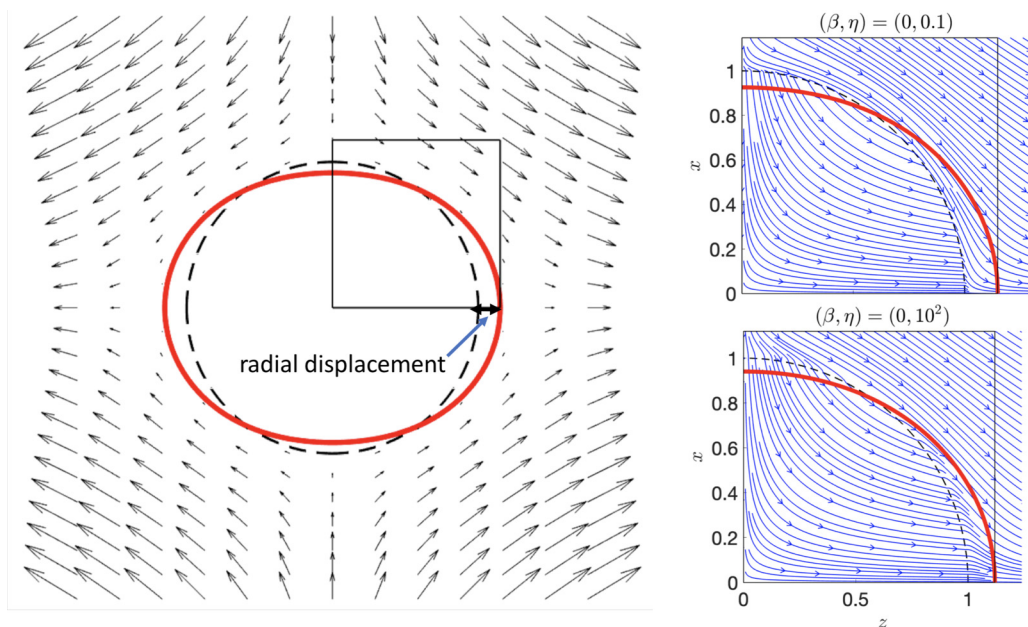 radial displacement
(β, η) = (0, 0.1)
x
1
0.8
0.6
0.4
0.2
0
(β, η) = (0, 10²)
x
1
0.8
0.6
0.4
0.2
0
0 0.5 1
z